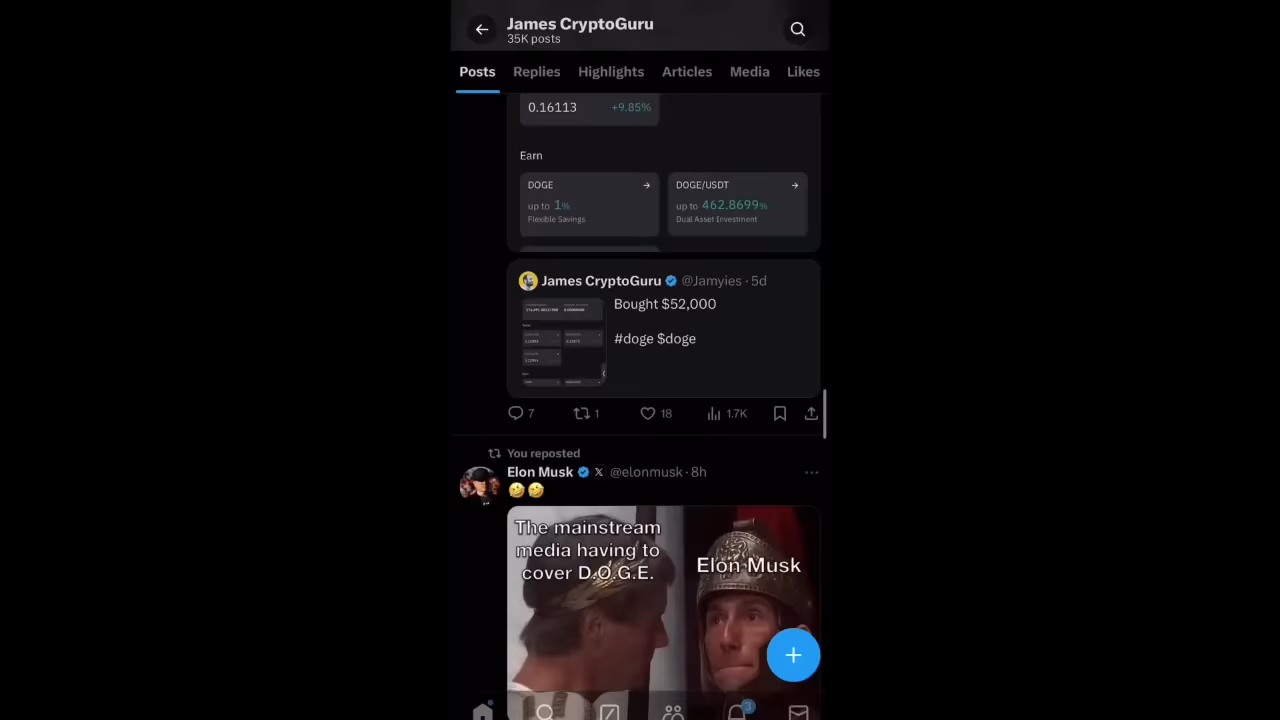 James CryptoGuru
35K posts
Posts Replies Highlights Articles Media Likes
0.16113 +9.85%
Earn
DOGE
up to 1%
Flexible Savings
DOGE/USDT
up to 462.8699%
Dual Asset Investment
James CryptoGuru @Jamyies · 5d
Bought $52,000
#doge $doge
7 1 18 1.7K
You reposted
Elon Musk X @elonmusk · 8h
The mainstream
media having to
cover D.O.G.E.
Elon Musk
3